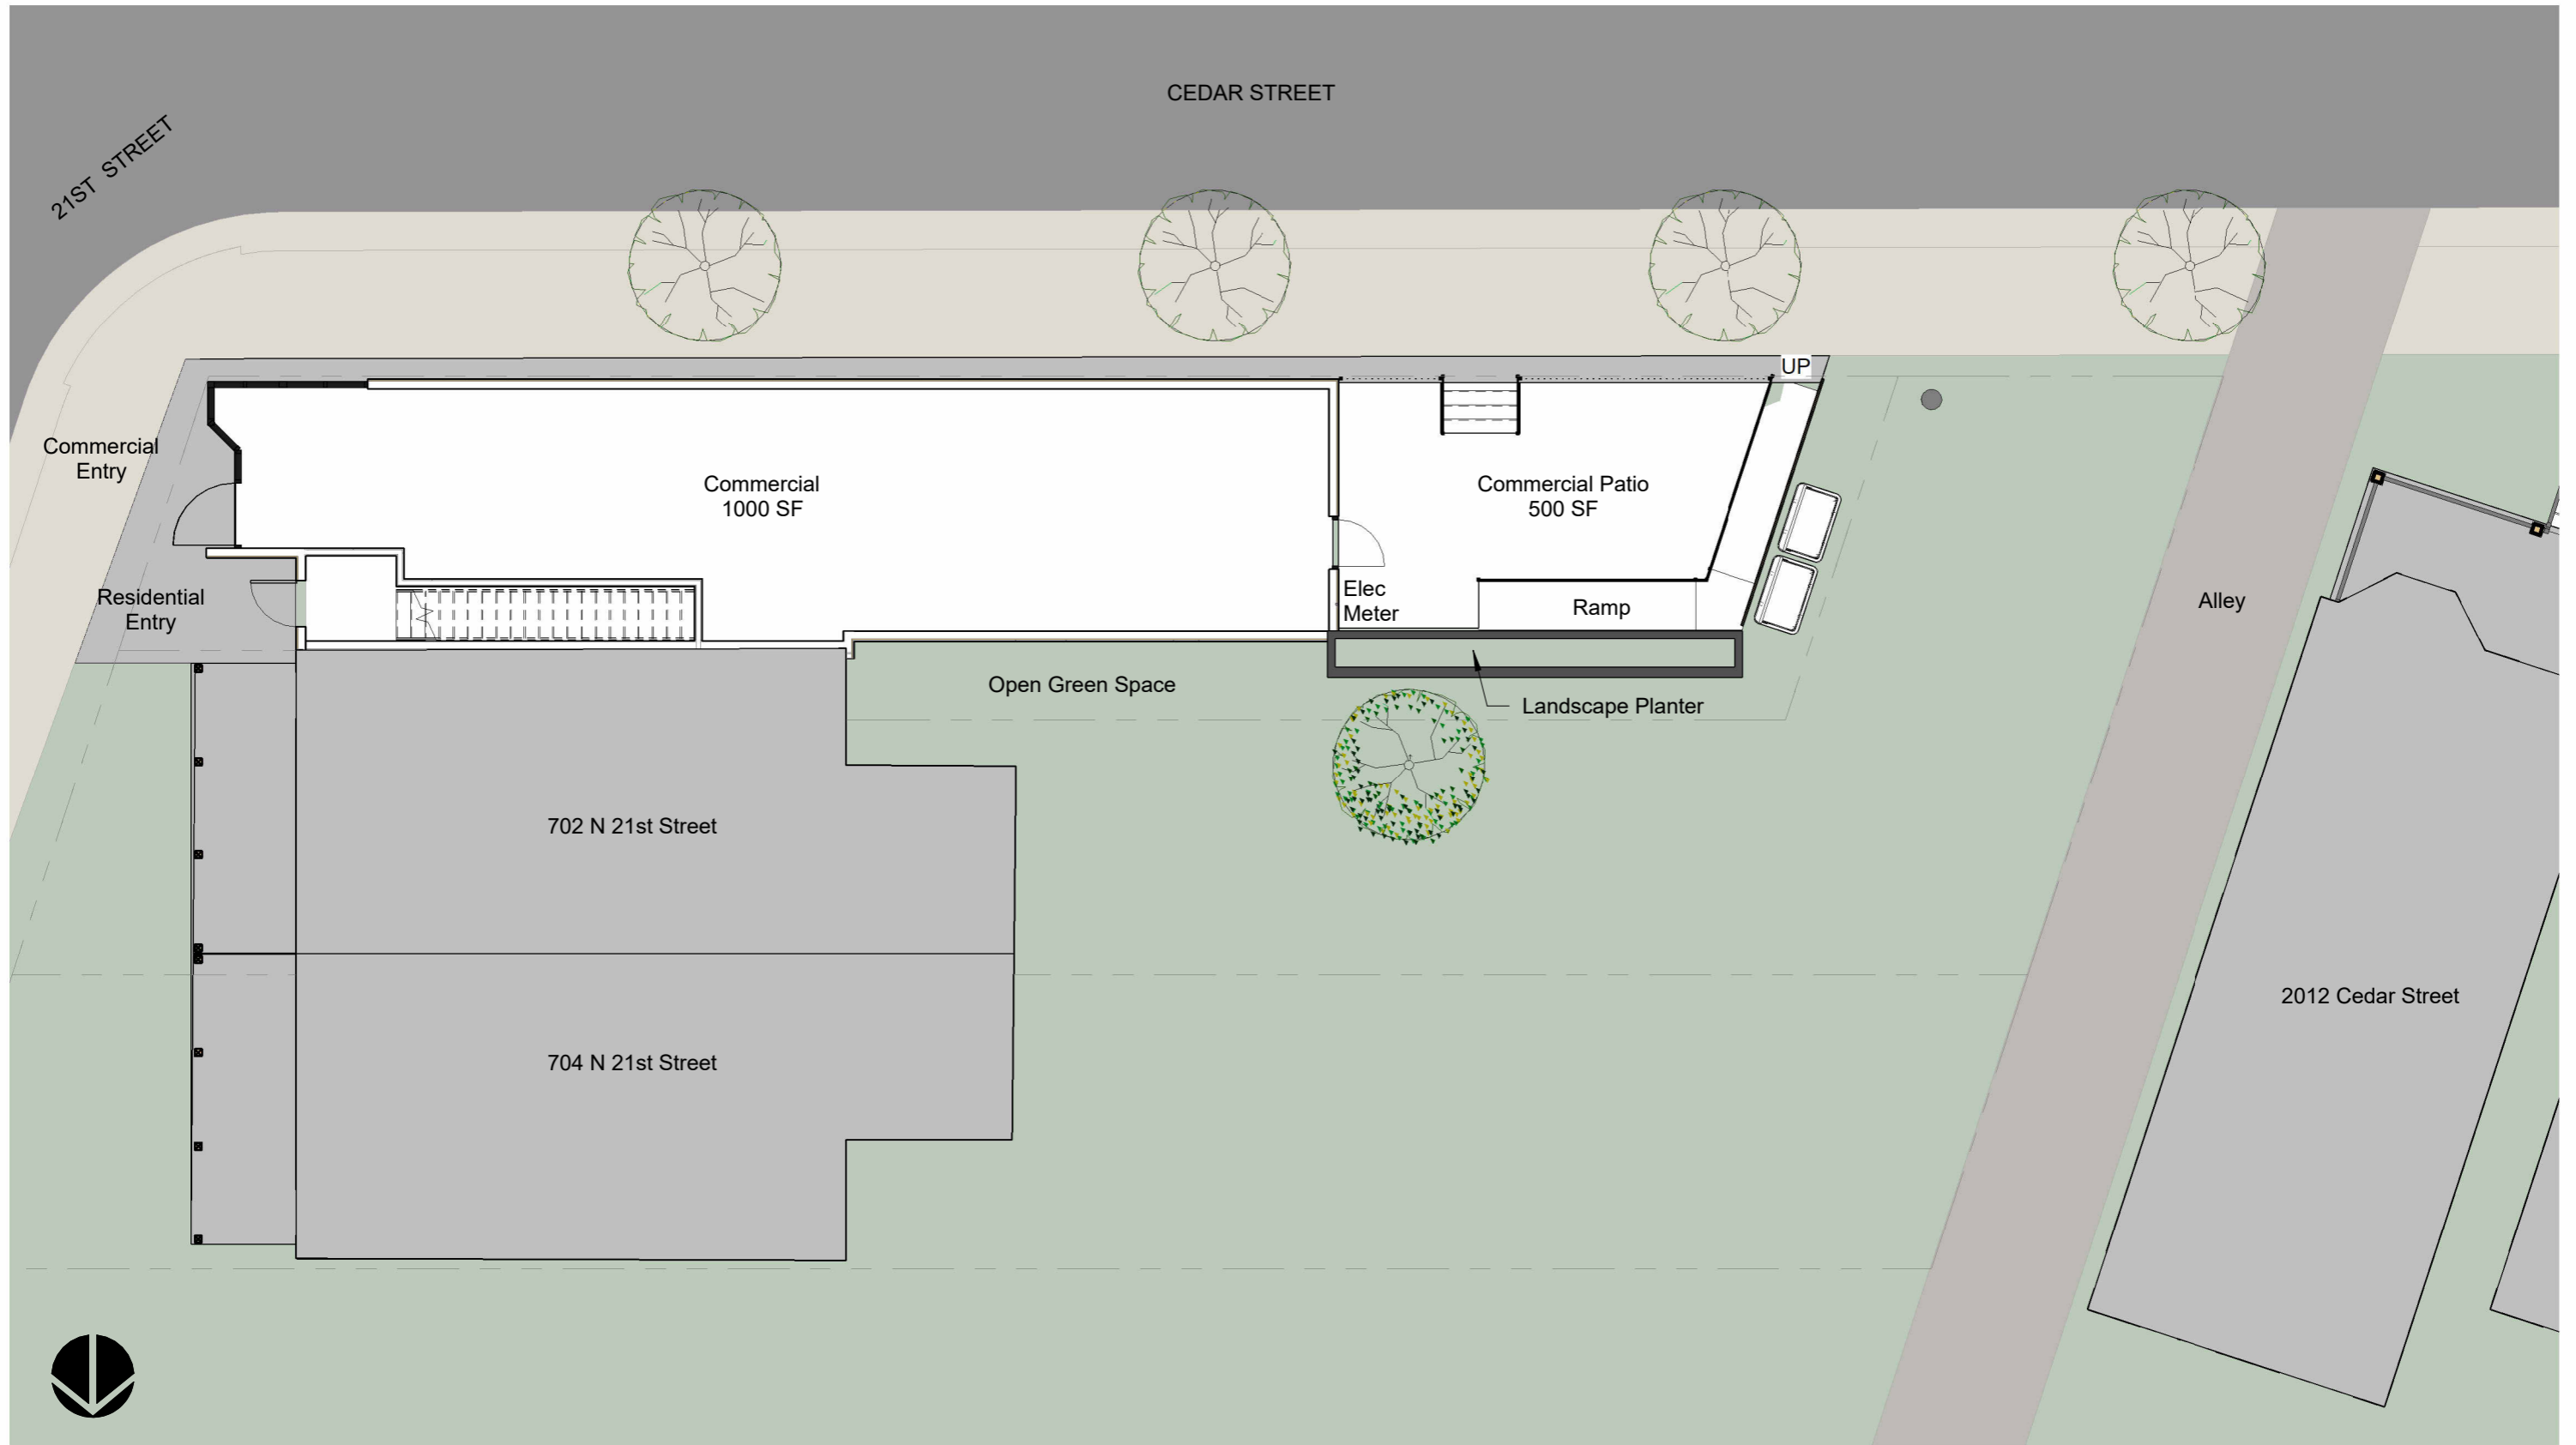 CEDAR STREET
21ST STREET
UP
Commercial
Entry
Commercial
1000 SF
Commercial Patio
500 SF
Elec
Meter
Ramp
Residential
Entry
Alley
Open Green Space
Landscape Planter
702 N 21st Street
2012 Cedar Street
704 N 21st Street